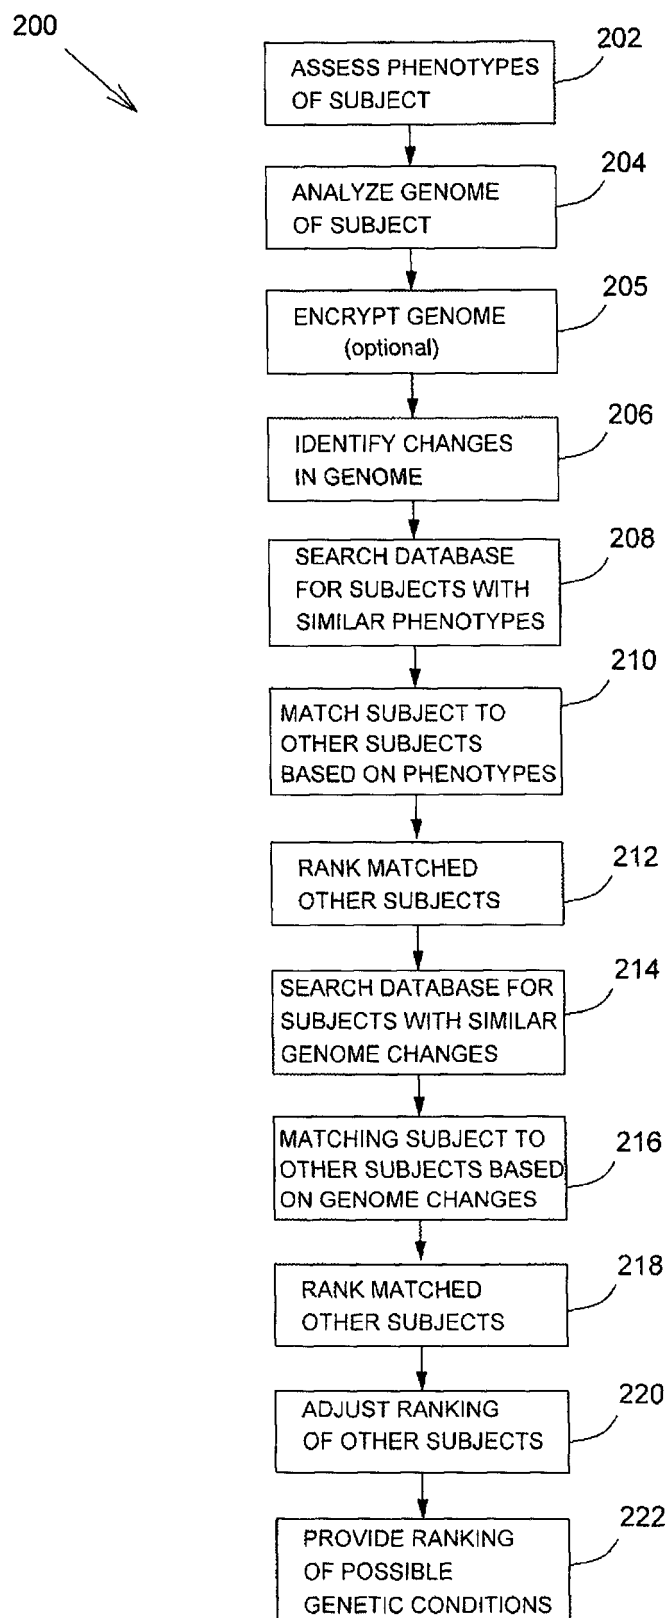 200
202
ASSESS PHENOTYPES
OF SUBJECT
204
ANALYZE GENOME
OF SUBJECT
205
ENCRYPT GENOME
(optional)
206
IDENTIFY CHANGES
IN GENOME
208
SEARCH DATABASE
FOR SUBJECTS WITH
SIMILAR PHENOTYPES
210
MATCH SUBJECT TO
OTHER SUBJECTS
BASED ON PHENOTYPES
212
RANK MATCHED
OTHER SUBJECTS
214
SEARCH DATABASE FOR
SUBJECTS WITH SIMILAR
GENOME CHANGES
216
MATCHING SUBJECT TO
OTHER SUBJECTS BASED
ON GENOME CHANGES
218
RANK MATCHED
OTHER SUBJECTS
220
ADJUST RANKING
OF OTHER SUBJECTS
222
PROVIDE RANKING
OF POSSIBLE
GENETIC CONDITIONS